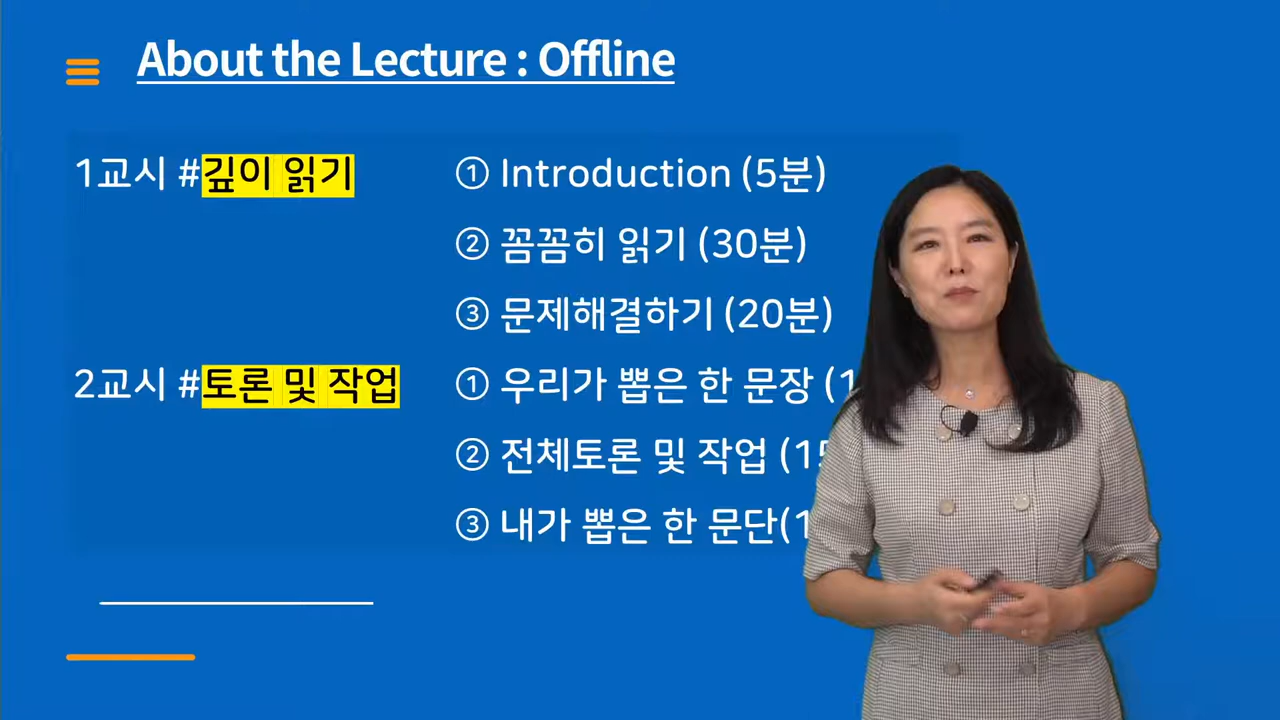 About the Lecture : Offline
1교시 #깊이 읽기
① Introduction (5분)
② 꼼꼼히 읽기 (30분)
③ 문제해결하기 (20분)
2교시 #토론 및 작업
① 우리가 뽑은 한 문장 (1
② 전체토론 및 작업 (15
③ 내가 뽑은 한 문단(1